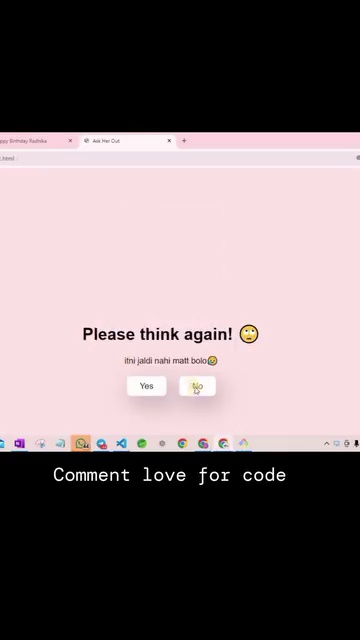 ppy Birthday Radhika
Ask Her Out
.html
Please think again! 🙄
itni jaldi nahi matt bolo😥
Yes
No
Comment love for code